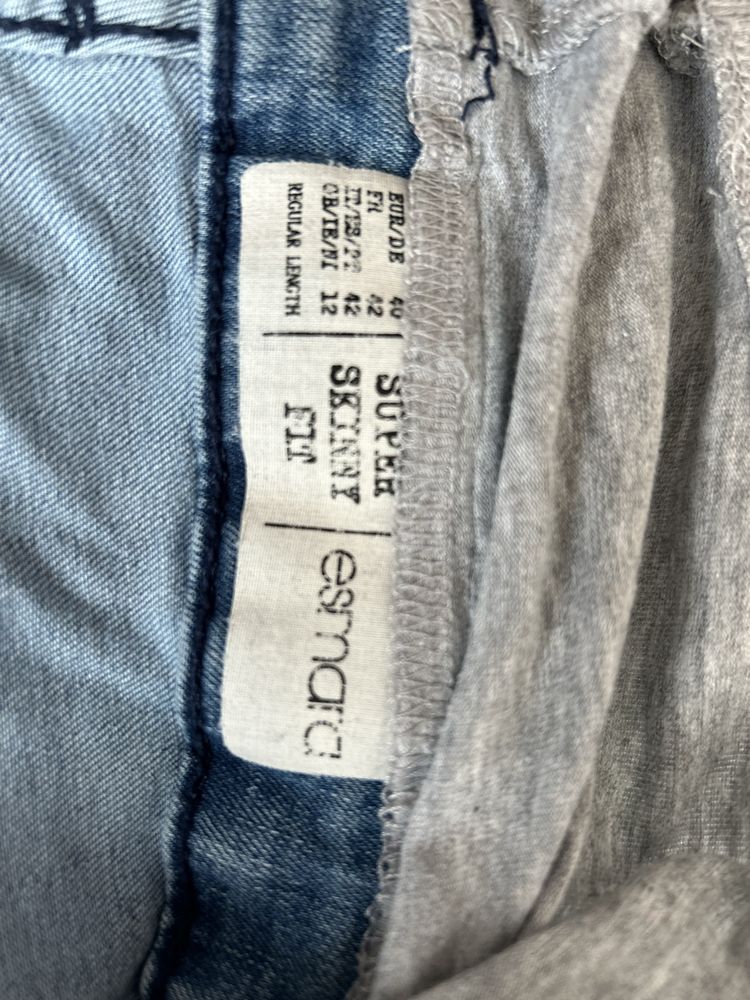 EUR/DE 40
FR 42
IT/ES/PT 42
GB/IE/NI 12
REGULAR LENGTH
SUPER
SKINNY
FIT
esmara